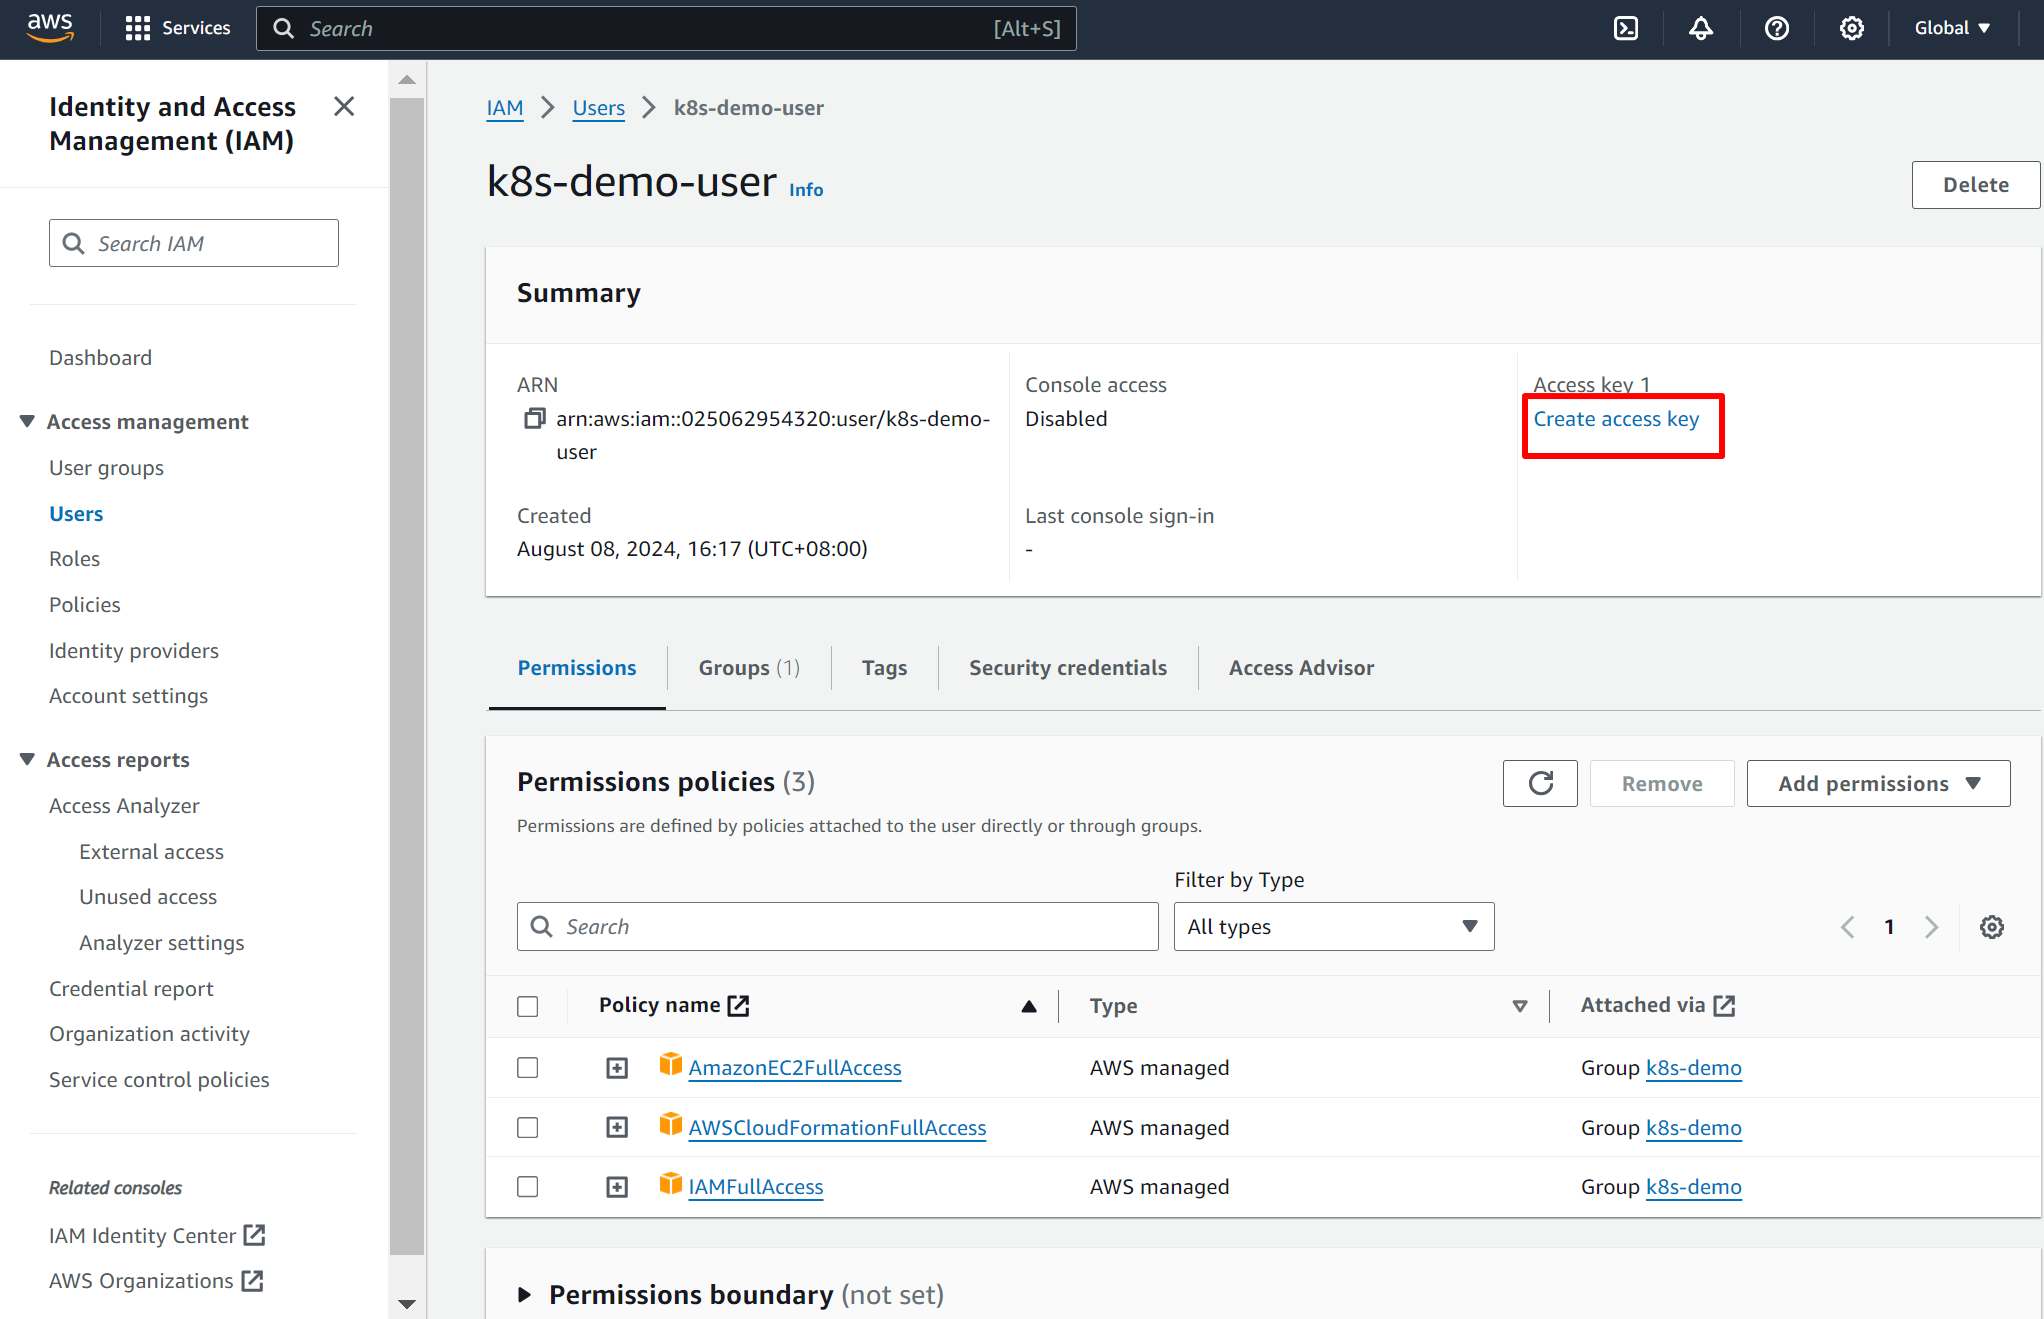 aws
Services
Search
[Alt+S]
Global
Identity and Access
Management (IAM)
Search IAM
Dashboard
Access management
User groups
Users
Roles
Policies
Identity providers
Account settings
Access reports
Access Analyzer
External access
Unused access
Analyzer settings
Credential report
Organization activity
Service control policies
Related consoles
IAM Identity Center
AWS Organizations
IAM Users k8s-demo-user
k8s-demo-user Info
Delete
Summary
ARN
arn:aws:iam::025062954320:user/k8s-demo-
user
Console access
Disabled
Access key 1
Create access key
Created
August 08, 2024, 16:17 (UTC+08:00)
Last console sign-in
-
Permissions Groups (1) Tags Security credentials Access Advisor
Permissions policies (3)
Remove
Add permissions
Permissions are defined by policies attached to the user directly or through groups.
Filter by Type
Search
All types
1
Policy name Type Attached via
AmazonEC2FullAccess AWS managed Group k8s-demo
AWSCloudFormationFullAccess AWS managed Group k8s-demo
IAMFullAccess AWS managed Group k8s-demo
Permissions boundary (not set)